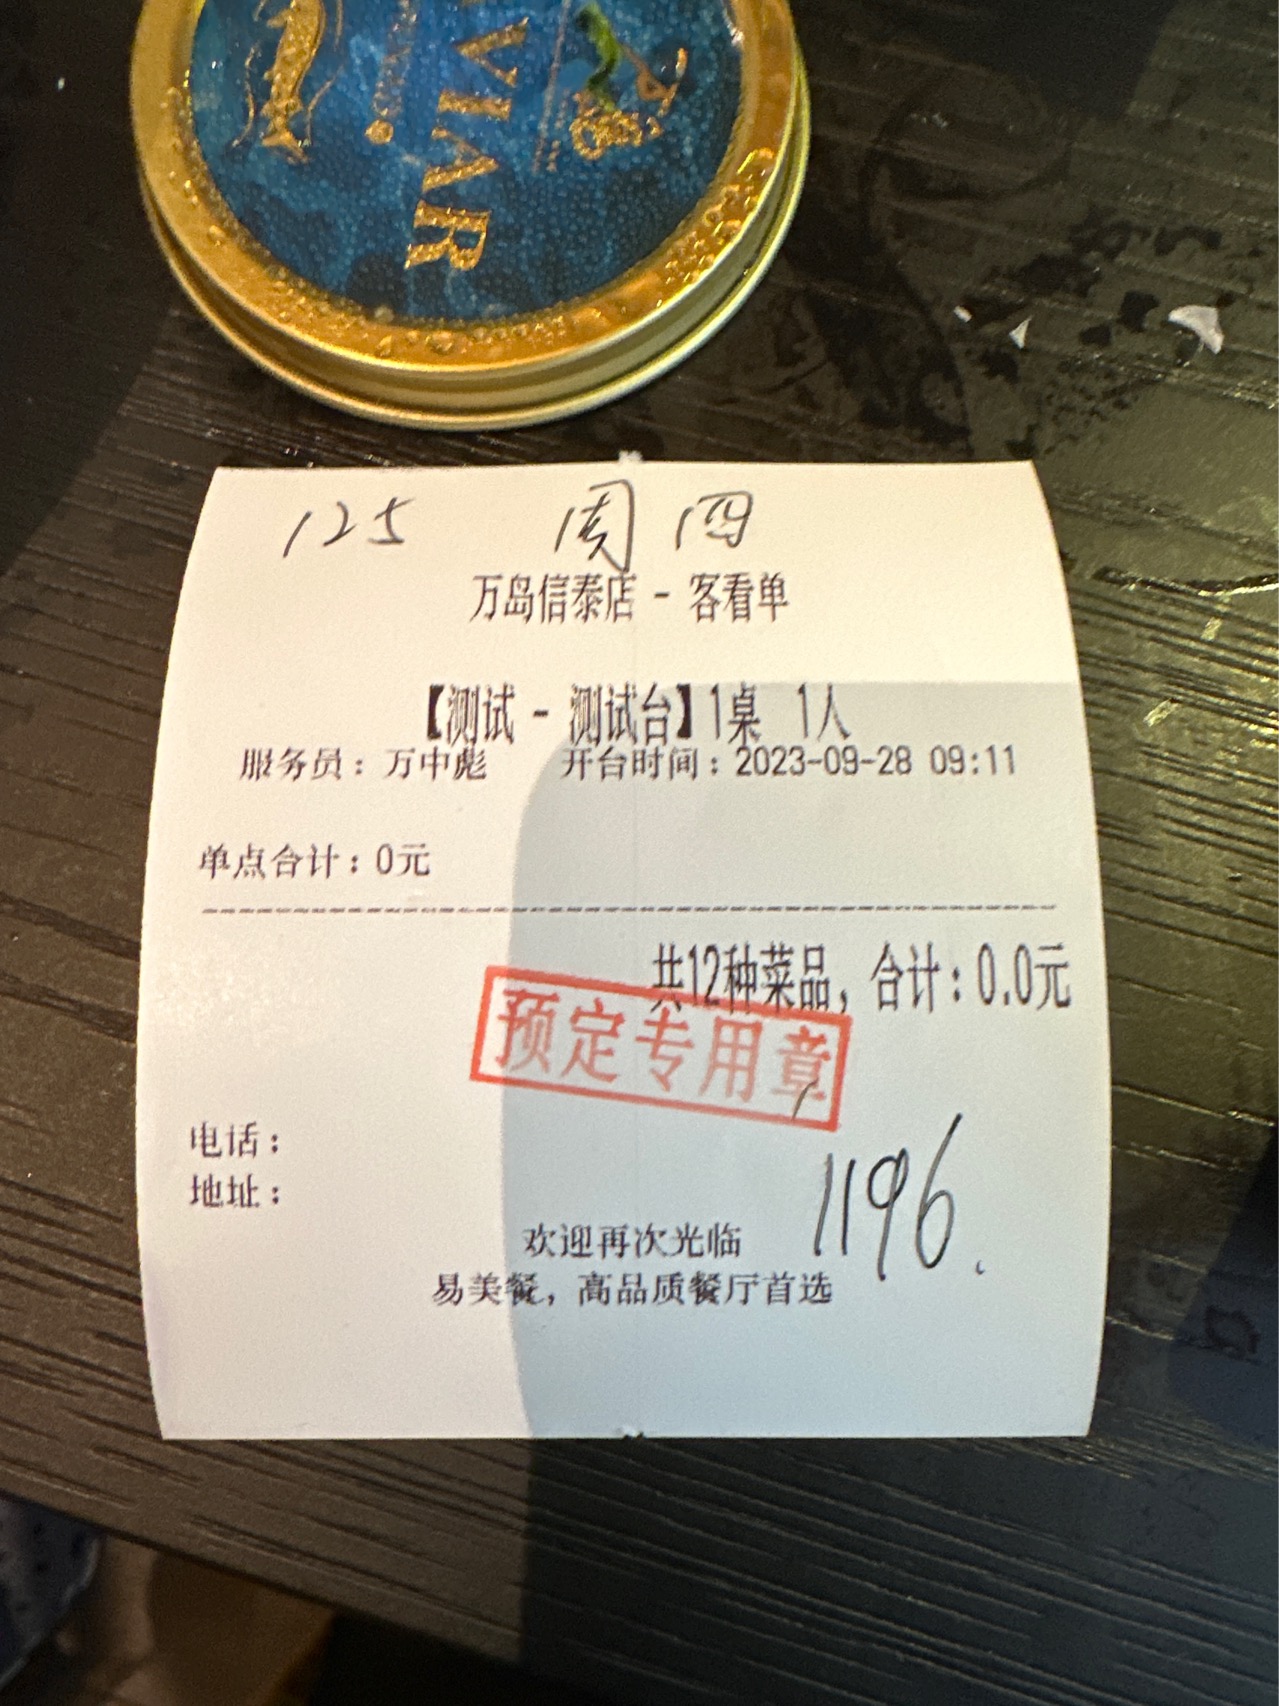 VIAR
125 周四
万岛信泰店 - 客看单
【测试 - 测试台】1桌 1人
服务员：万中彪 开台时间：2023-09-28 09:11
单点合计：0元
共12种菜品，合计：0.0元
预定专用章
电话：
地址：
1196.
欢迎再次光临
易美餐，高品质餐厅首选